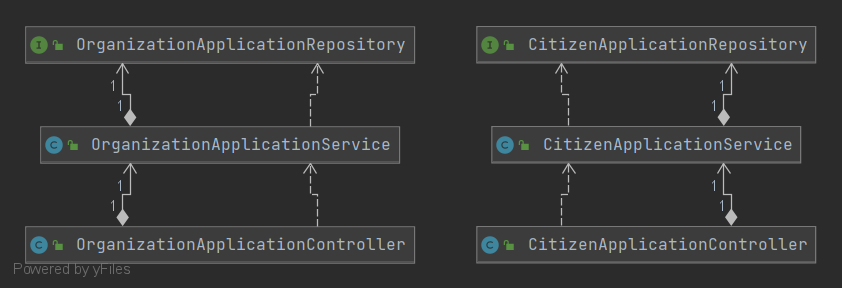 I OrganizationApplicationRepository
I CitizenApplicationRepository
1
1
1
1
C OrganizationApplicationService
C CitizenApplicationService
1
1
1
1
C OrganizationApplicationController
C CitizenApplicationController
Powered by yFiles